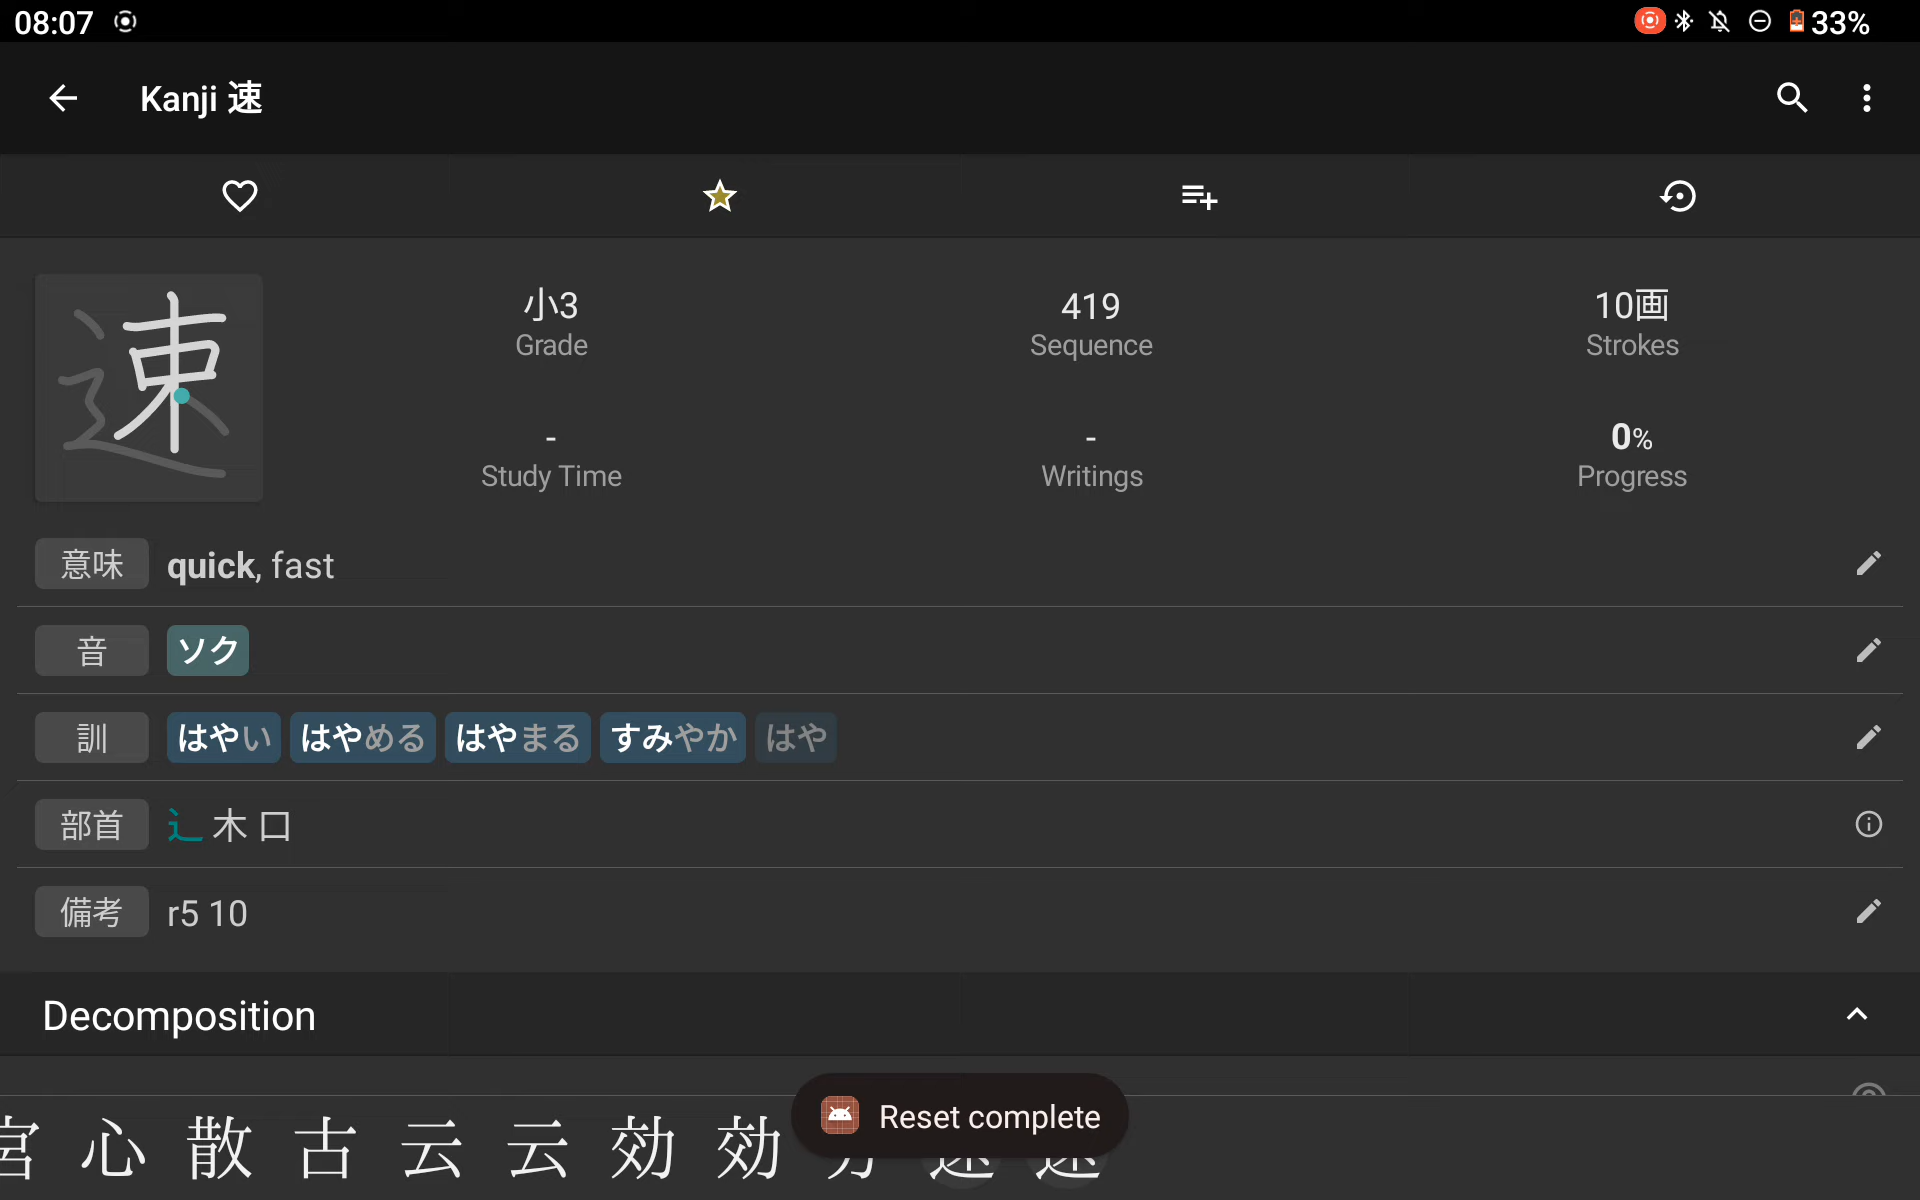 08:07 33%
Kanji 速
速
小3 419 10画
Grade Sequence Strokes
- - 0%
Study Time Writings Progress
意味 quick, fast
音 ソク
訓 はやい はやめる はやまる すみやか はや
部首 ⻌ 木 口
備考 r5 10
Decomposition
Reset complete
宮 心 散 古 云 云 効 効